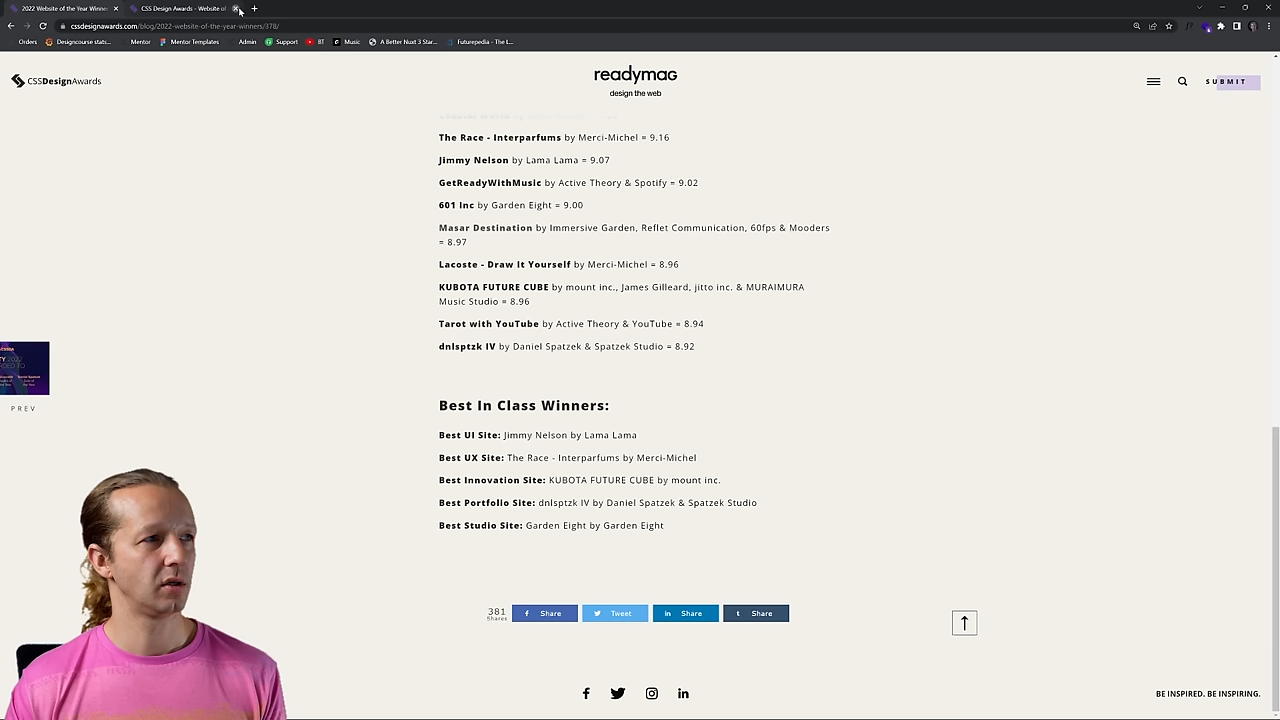 2022 Website of the Year Winners
CSS Design Awards - Website of
cssdesignawards.com/blog/2022-website-of-the-year-winners/378/
Orders
Designcourse stats...
Mentor
Mentor Templates
Admin
Support
BT
Music
A Better Nuxt 3 Star...
Futurepedia - The L...
CSSDesignAwards
readymag
design the web
SUBMIT
The Race - Interparfums by Merci-Michel = 9.16
Jimmy Nelson by Lama Lama = 9.07
GetReadyWithMusic by Active Theory & Spotify = 9.02
601 Inc by Garden Eight = 9.00
Masar Destination by Immersive Garden, Reflet Communication, 60fps & Mooders
= 8.97
Lacoste - Draw It Yourself by Merci-Michel = 8.96
KUBOTA FUTURE CUBE by mount inc., James Gilleard, jitto inc. & MURAIMURA
Music Studio = 8.96
Tarot with YouTube by Active Theory & YouTube = 8.94
dnlsptzk IV by Daniel Spatzek & Spatzek Studio = 8.92
PREV
Best In Class Winners:
Best UI Site: Jimmy Nelson by Lama Lama
Best UX Site: The Race - Interparfums by Merci-Michel
Best Innovation Site: KUBOTA FUTURE CUBE by mount inc.
Best Portfolio Site: dnlsptzk IV by Daniel Spatzek & Spatzek Studio
Best Studio Site: Garden Eight by Garden Eight
381
Shares
Share
Tweet
Share
Share
BE INSPIRED. BE INSPIRING.